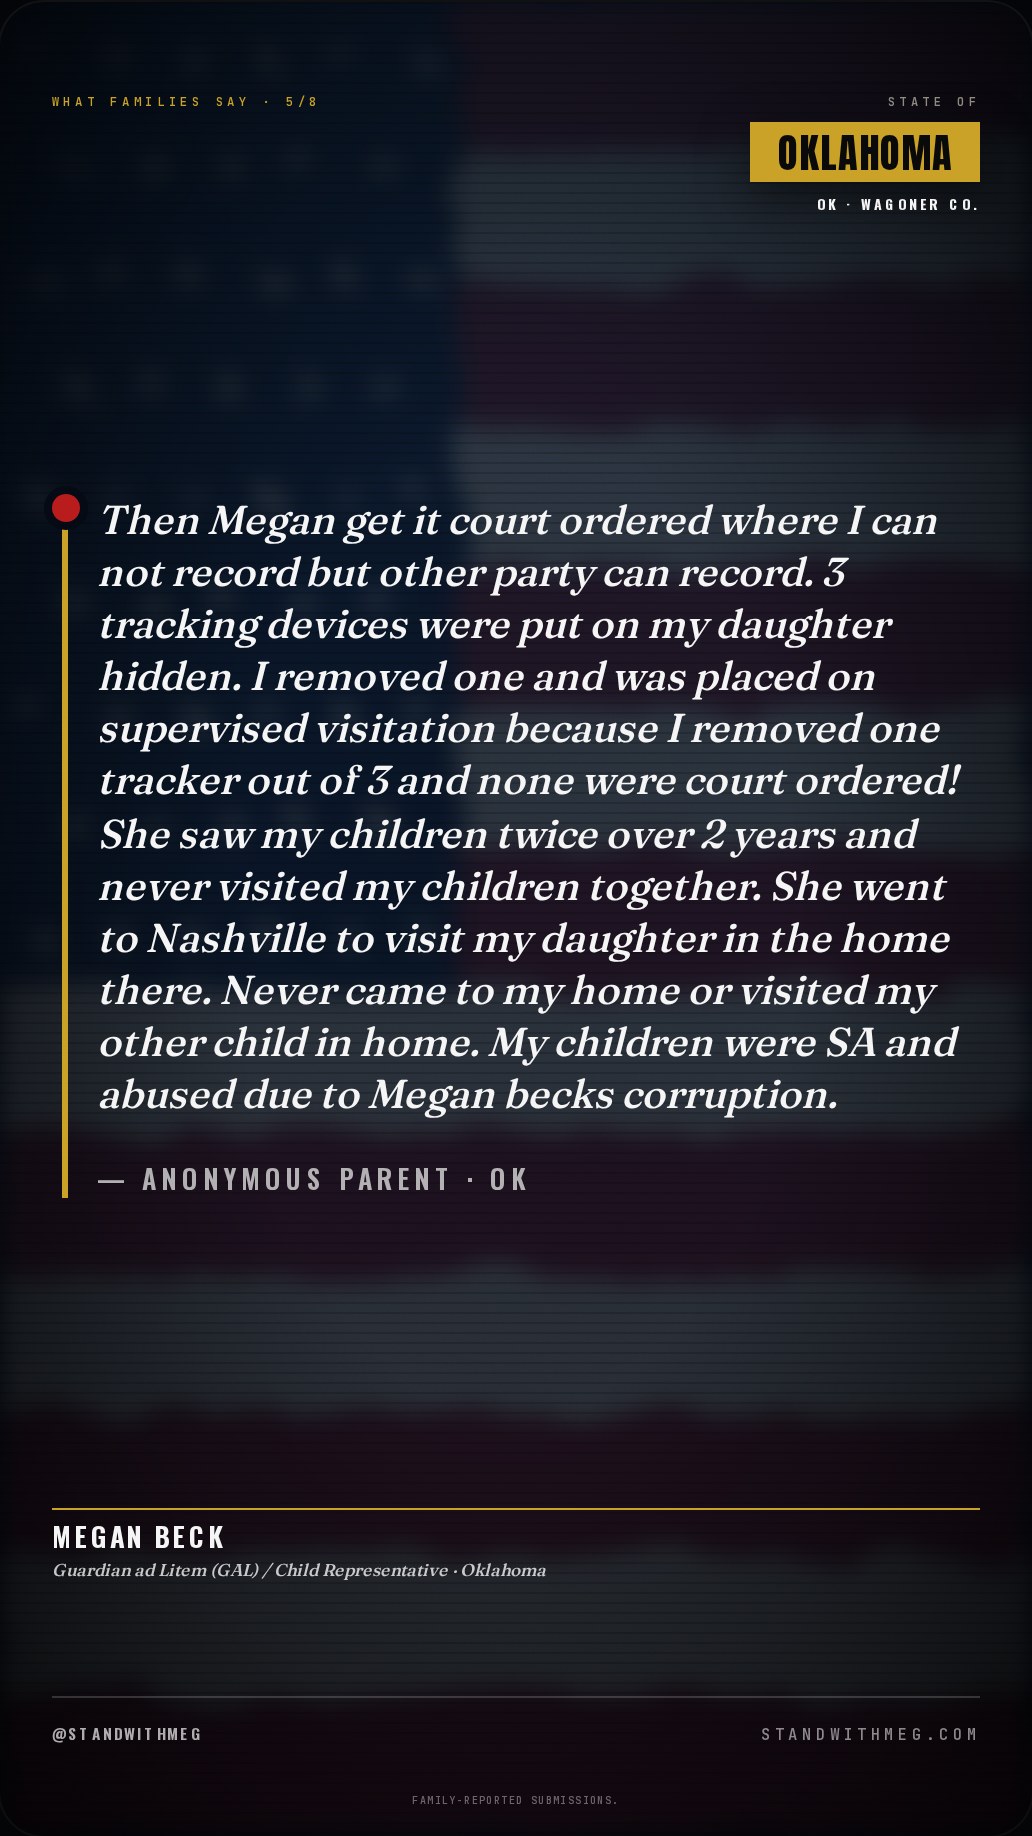 WHAT FAMILIES SAY · 5/8
STATE OF
OKLAHOMA
OK · WAGONER CO.
Then Megan get it court ordered where I can
not record but other party can record. 3
tracking devices were put on my daughter
hidden. I removed one and was placed on
supervised visitation because I removed one
tracker out of 3 and none were court ordered!
She saw my children twice over 2 years and
never visited my children together. She went
to Nashville to visit my daughter in the home
there. Never came to my home or visited my
other child in home. My children were SA and
abused due to Megan becks corruption.
— ANONYMOUS PARENT · OK
MEGAN BECK
Guardian ad Litem (GAL) / Child Representative · Oklahoma
@STANDWITHMEG
STANDWITHMEG.COM
FAMILY-REPORTED SUBMISSIONS.